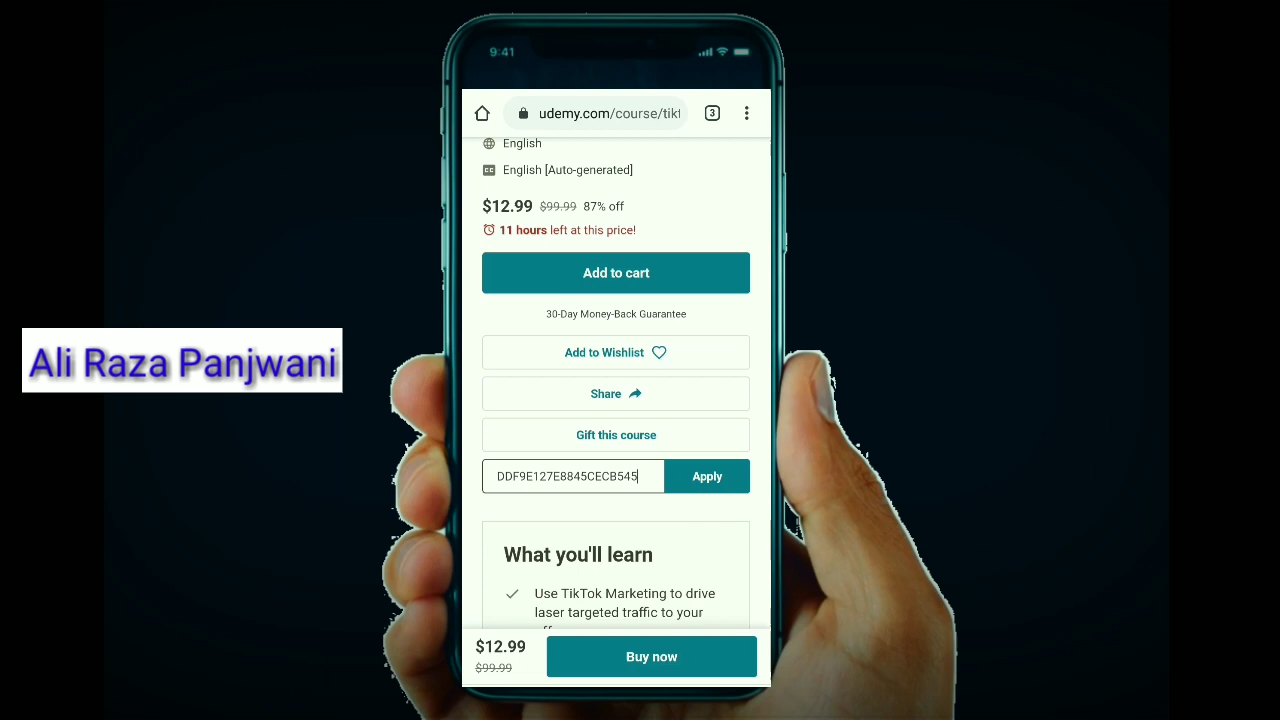 9:41
udemy.com/course/tikt
3
English
CC English [Auto-generated]
$12.99 $99.99 87% off
11 hours left at this price!
Add to cart
30-Day Money-Back Guarantee
Add to Wishlist
Share
Gift this course
DDF9E127E8845CECB545 Apply
What you'll learn
Use TikTok Marketing to drive
laser targeted traffic to your
$12.99
$99.99
Buy now
Ali Raza Panjwani